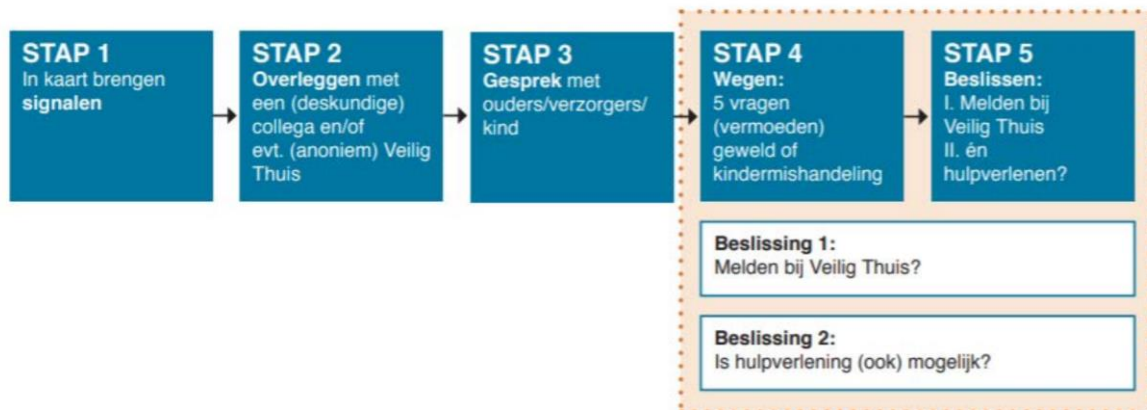 STAP 1
In kaart brengen
signalen
STAP 2
Overleggen met
een (deskundige)
collega en/of
evt. (anoniem) Veilig
Thuis
STAP 3
Gesprek met
ouders/verzorgers/
kind
STAP 4
Wegen:
5 vragen
(vermoeden)
geweld of
kindermishandeling
STAP 5
Beslissen:
I. Melden bij
Veilig Thuis
II. én
hulpverlenen?
Beslissing 1:
Melden bij Veilig Thuis?
Beslissing 2:
Is hulpverlening (ook) mogelijk?